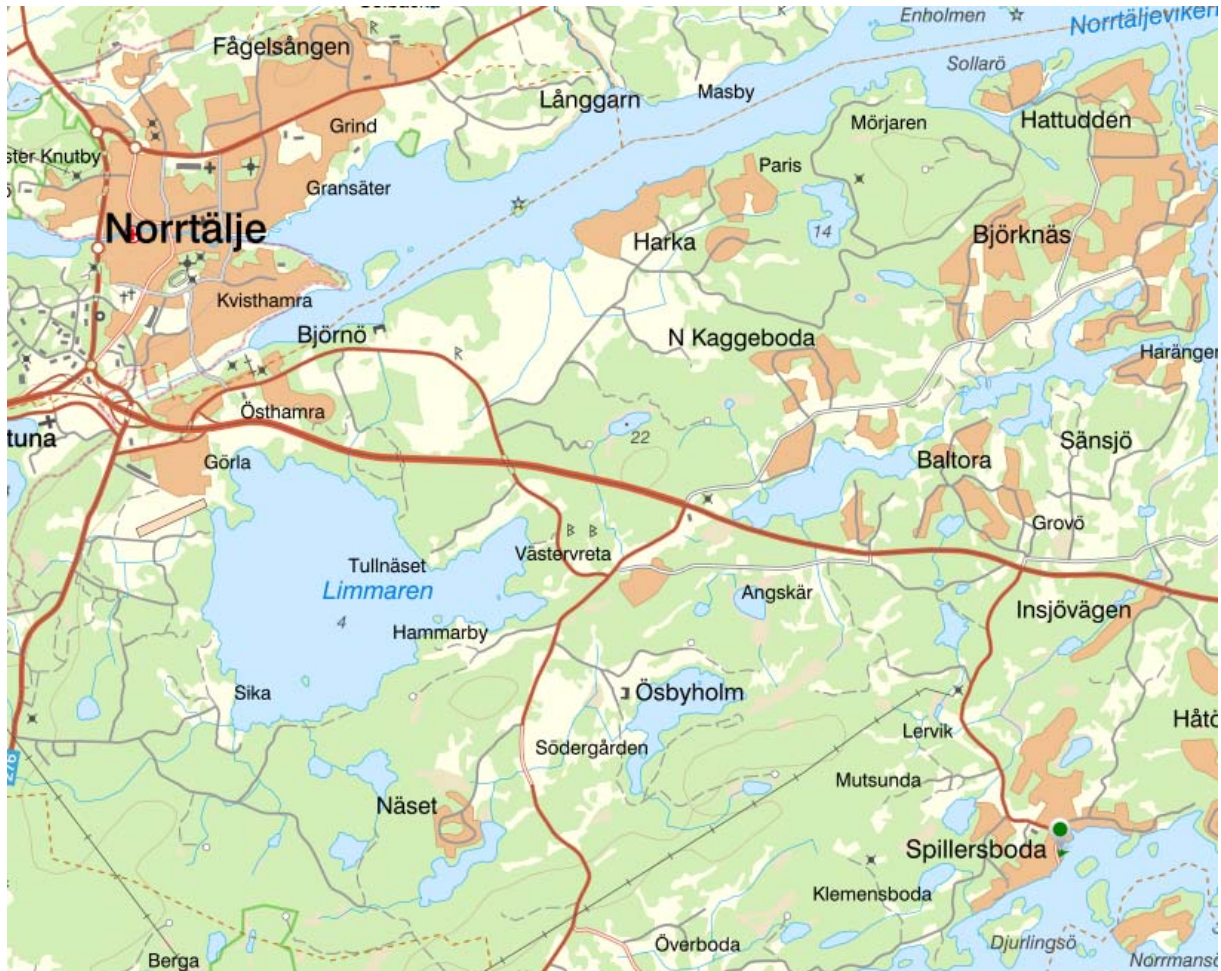 Enholmen
Norrtäljeviken
Fågelsången
Sollarö
Långgarn
Masby
Grind
Mörjaren
Hattudden
ster Knutby
Paris
Gransäter
Norrtälje
Harka
14
Björknäs
Kvisthamra
Björnö
N Kaggeboda
Haränger
Östhamra
tuna
22
Sänsjö
Görla
Baltora
Grovö
Västervreta
Tullnäset
Limmaren
Angskär
4
Insjövägen
Hammarby
Sika
Ösbyholm
Håtö
Lervik
Södergården
276
Mutsunda
Näset
Spillersboda
Klemensboda
Överboda
Djurlingsö
Berga
Norrmansö